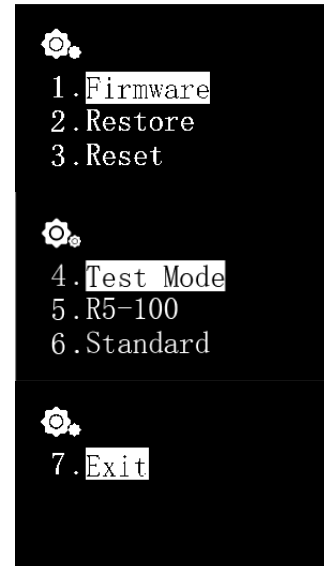 1.Firmware
2.Restore
3.Reset
4.Test Mode
5.R5-100
6.Standard
7.Exit